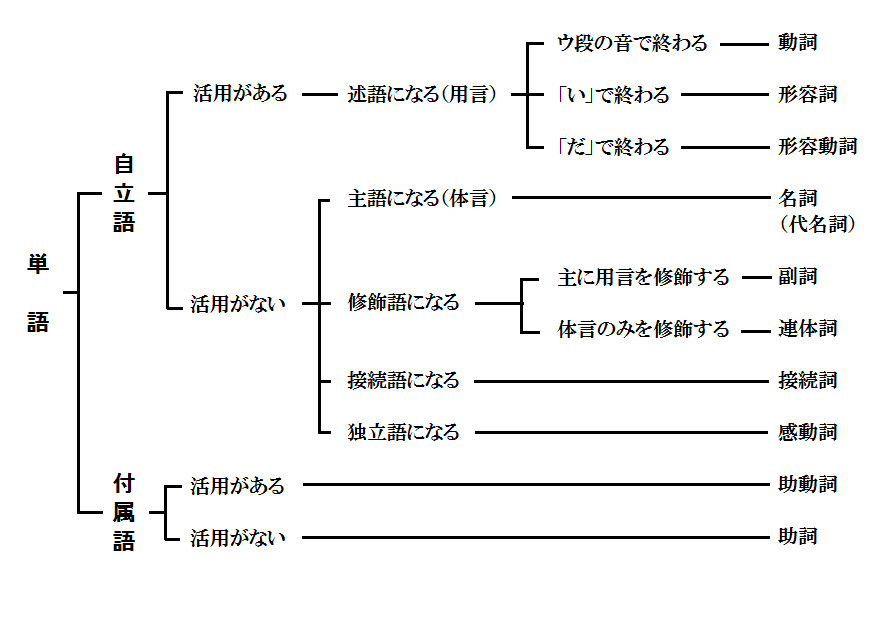 単語
自立語
活用がある
述語になる（用言）
ウ段の音で終わる
動詞
「い」で終わる
形容詞
「だ」で終わる
形容動詞
活用がない
主語になる（体言）
名詞
（代名詞）
修飾語になる
主に用言を修飾する
副詞
体言のみを修飾する
連体詞
接続語になる
接続詞
独立語になる
感動詞
付属語
活用がある
助動詞
活用がない
助詞